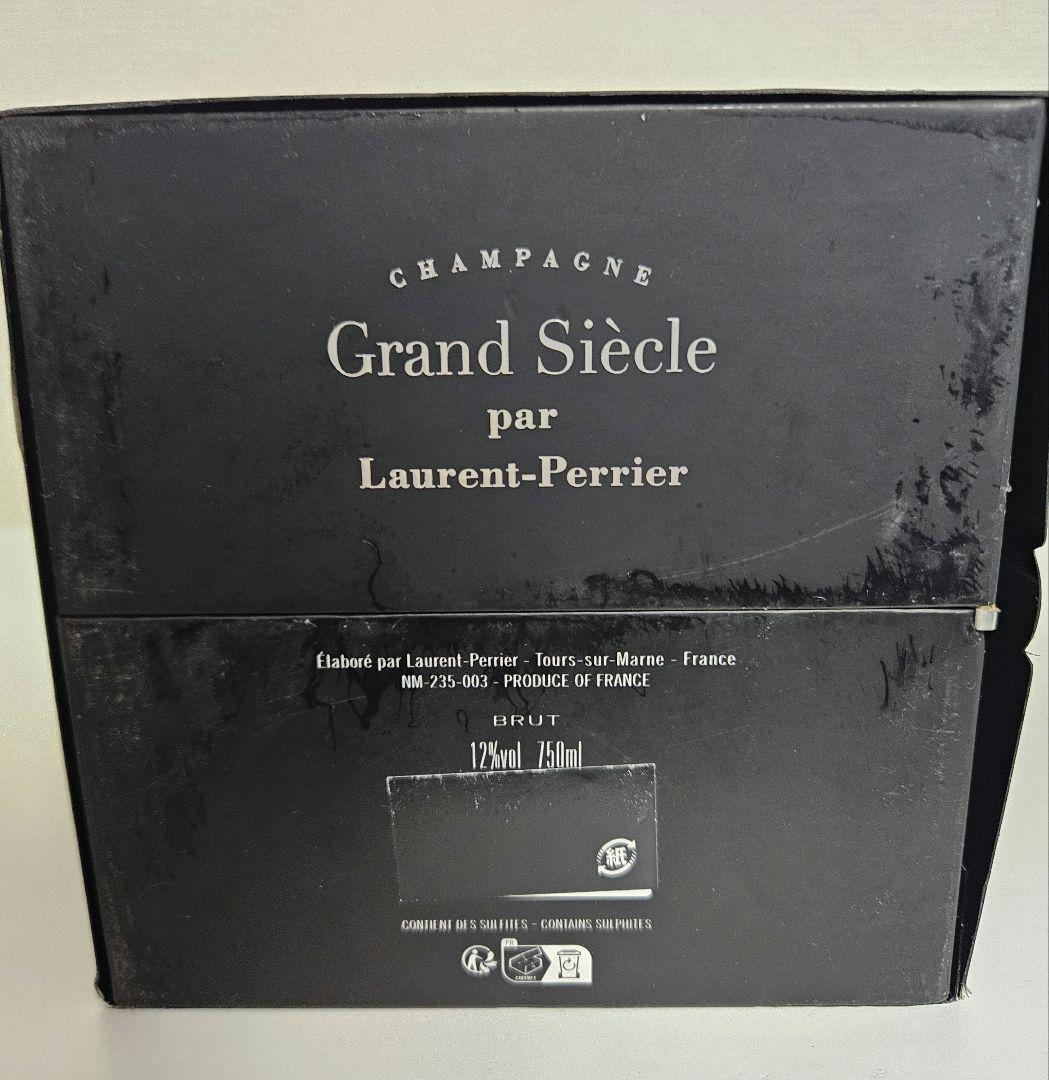 CHAMPAGNE
Grand Siècle
par
Laurent-Perrier
Élaboré par Laurent-Perrier - Tours-sur-Marne - France
NM-235-003 - PRODUCE OF FRANCE
BRUT
12%vol 750ml
紙
CONTIENT DES SULFITES - CONTAINS SULPHITES
FR